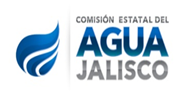 COMISIÓN ESTATAL DEL
AGUA
JALISCO